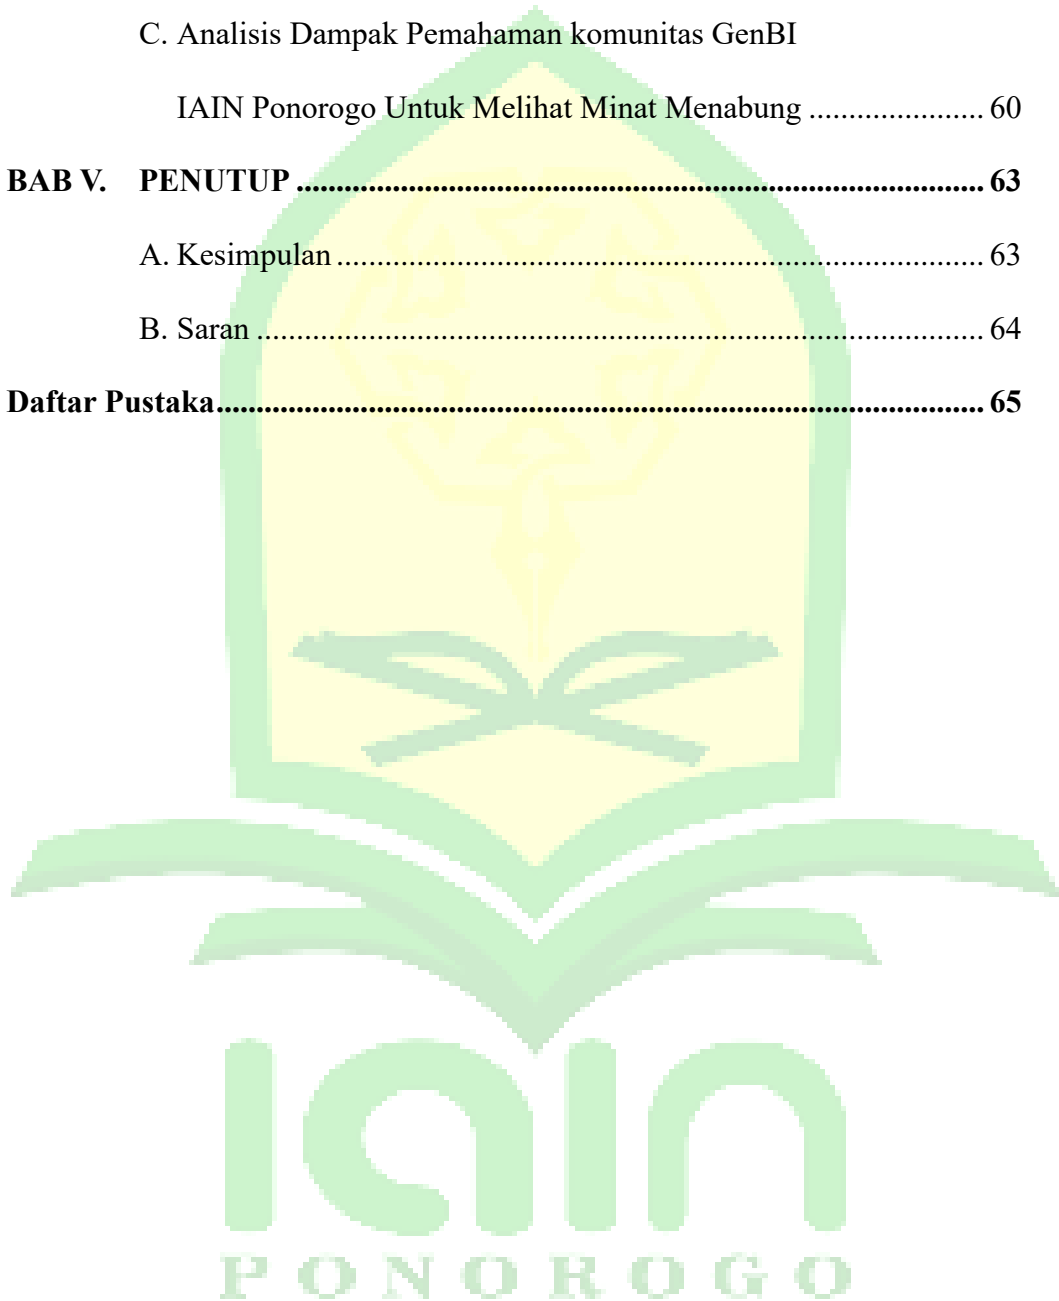 C. Analisis Dampak Pemahaman komunitas GenBI
IAIN Ponorogo Untuk Melihat Minat Menabung ...................... 60
BAB V. PENUTUP ..................................................................................... 63
A. Kesimpulan ................................................................................ 63
B. Saran .......................................................................................... 64
Daftar Pustaka............................................................................................... 65
iain
PONOROGO